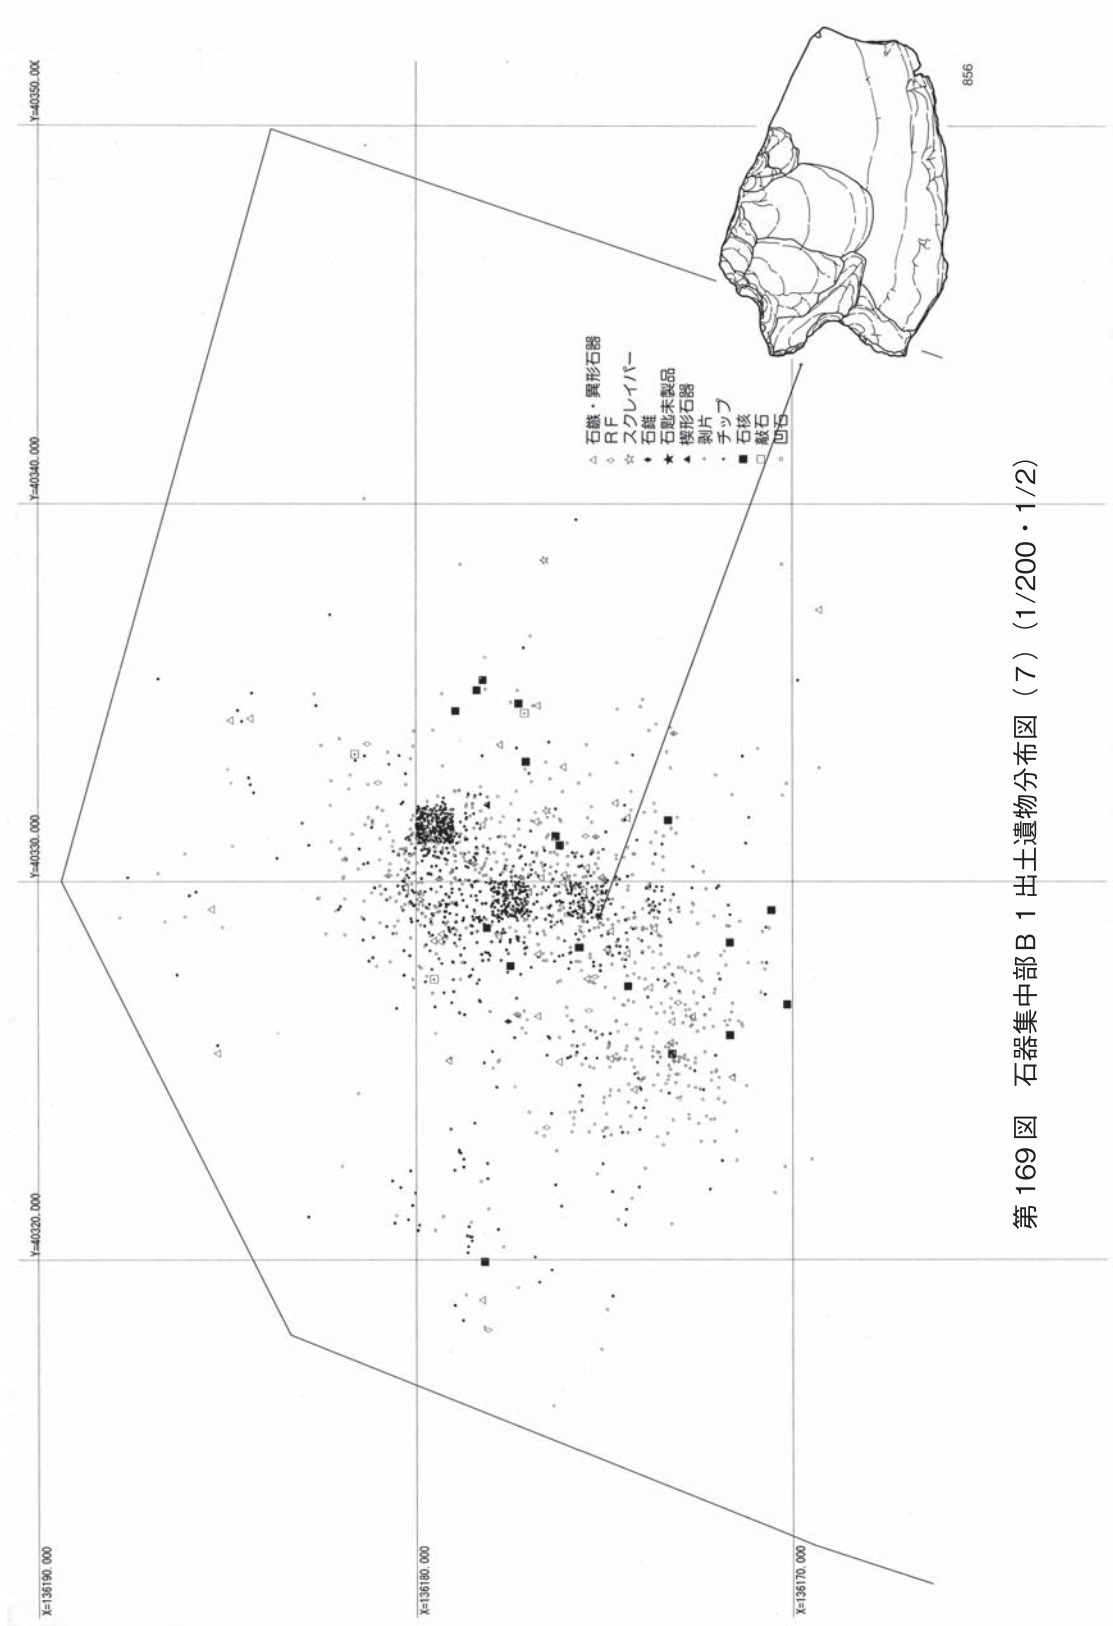 X=136190.000
X=136180.000
X=136170.000
Y=40320.000
Y=40330.000
Y=40340.000
Y=40350.000
△ 石鏃・異形石器
◇ RF
☆ スクレイパー
♦ 石錐
★ 石匙未製品
▲ 楔形石器
◦ 剥片
・ チップ
■ 石核
□ 敲石
▫ 凹石
856
第169図 石器集中部B1出土遺物分布図（7）（1/200・1/2）